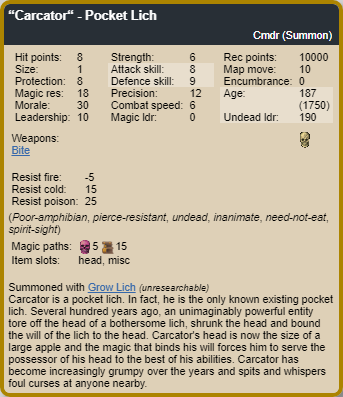 “Carcator“ - Pocket Lich
Cmdr (Summon)
Hit points: 8 Strength: 6 Rec points: 10000
Size: 1 Attack skill: 8 Map move: 10
Protection: 8 Defence skill: 9 Encumbrance: 0
Magic res: 18 Precision: 12 Age: 187
Morale: 30 Combat speed: 6 (1750)
Leadership: 10 Magic ldr: 0 Undead ldr: 190
Weapons:
Bite
Resist fire: -5
Resist cold: 15
Resist poison: 25
(Poor-amphibian, pierce-resistant, undead, inanimate, need-not-eat,
spirit-sight)
Magic paths: 5 15
Item slots: head, misc
Summoned with Grow Lich (unresearchable)
Carcator is a pocket lich. In fact, he is the only known existing pocket
lich. Several hundred years ago, an unimaginably powerful entity
tore off the head of a bothersome lich, shrunk the head and bound
the will of the lich to the head. Carcator's head is now the size of a
large apple and the magic that binds his will forces him to serve the
possessor of his head to the best of his abilities. Carcator has
become increasingly grumpy over the years and spits and whispers
foul curses at anyone nearby.